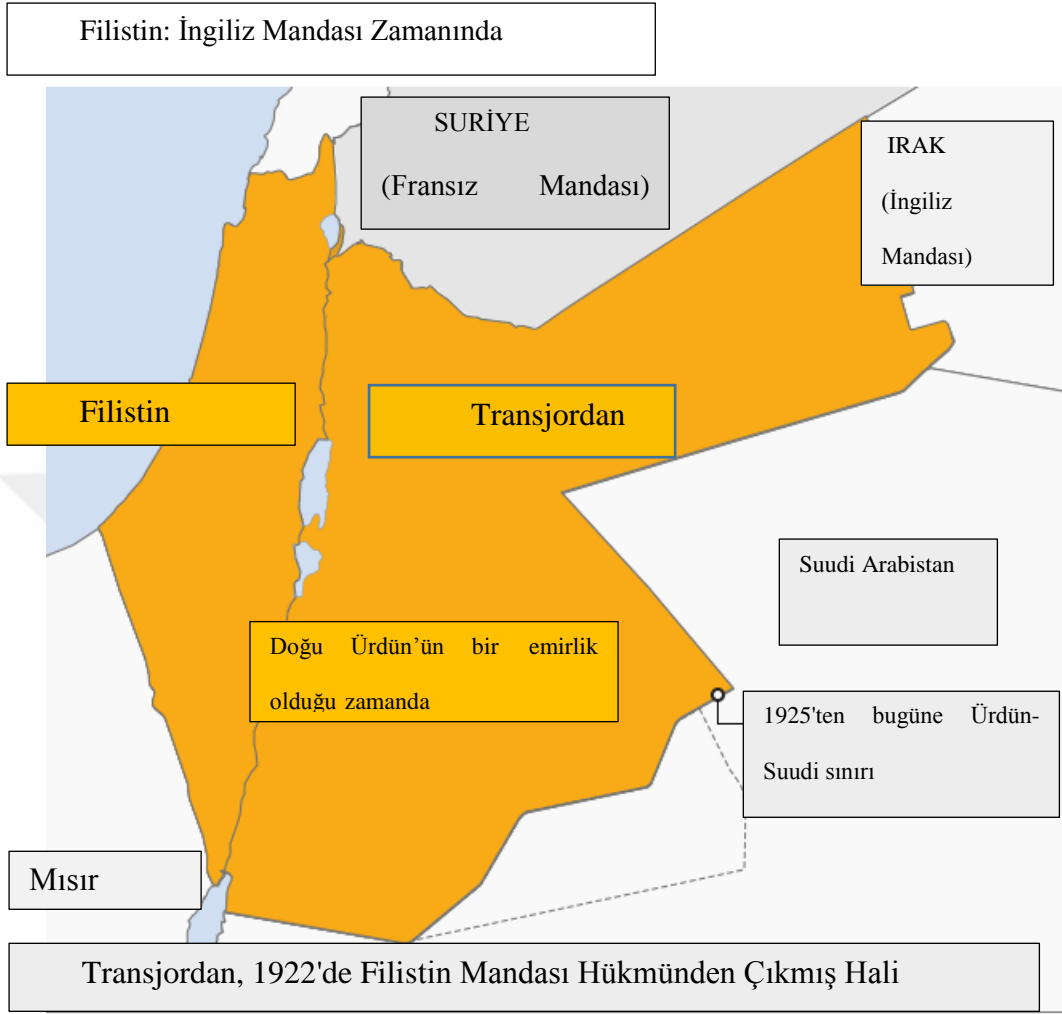 Filistin: İngiliz Mandası Zamanında
SURİYE
(Fransız Mandası)
IRAK
(İngiliz
Mandası)
Filistin
Transjordan
Suudi Arabistan
Doğu Ürdün’ün bir emirlik
olduğu zamanda
1925'ten bugüne Ürdün-
Suudi sınırı
Mısır
Transjordan, 1922'de Filistin Mandası Hükmünden Çıkmış Hali